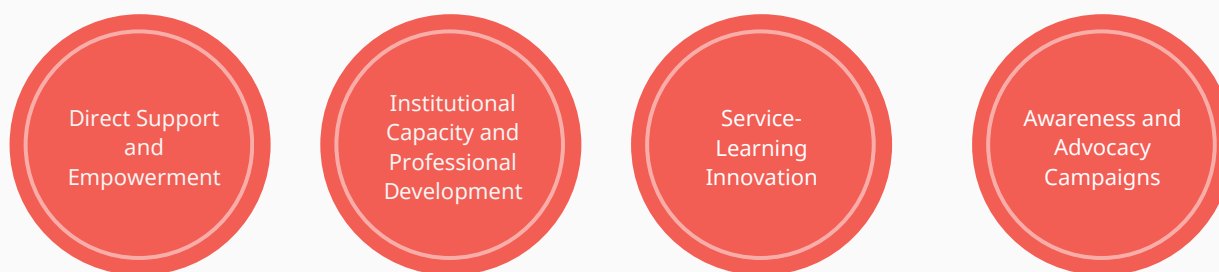 Direct Support
and
Empowerment
Institutional
Capacity and
Professional
Development
Service-
Learning
Innovation
Awareness and
Advocacy
Campaigns